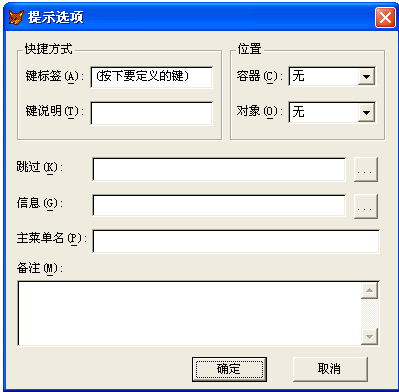 提示选项
快捷方式
键标签(A): (按下要定义的键)
键说明(T):
位置
容器(C): 无
对象(O): 无
跳过(K): ...
信息(G): ...
主菜单名(P):
备注(M):
确定 取消